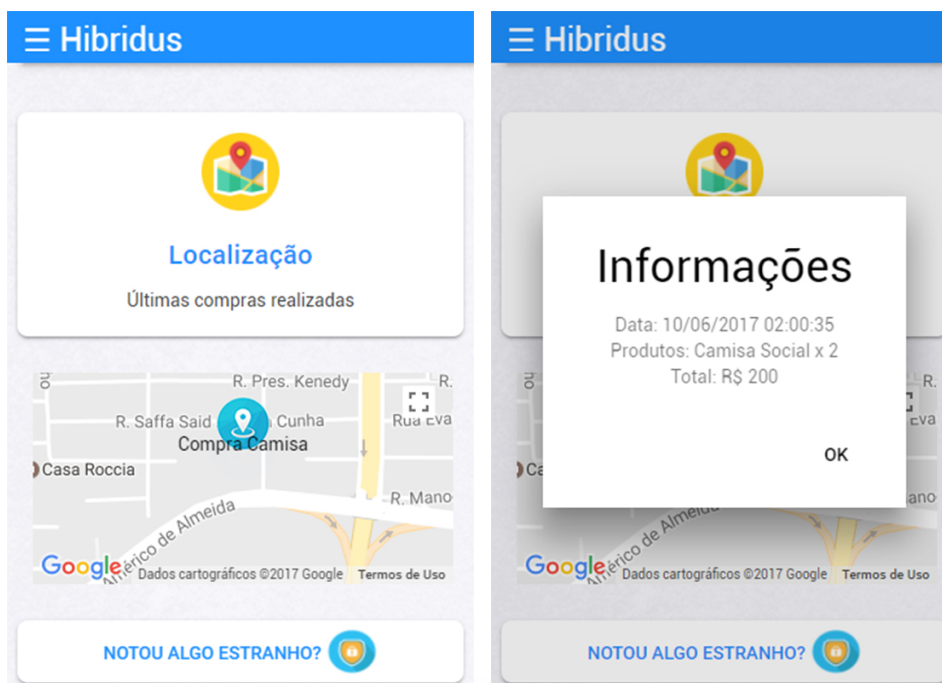 ☰ Hibridus
Localização
Últimas compras realizadas
R. Pres. Kenedy
R.
R. Saffa Said
Cunha
Rua Eva
Compra Camisa
Casa Roccia
R. Mano
Américo de Almeida
Google
Dados cartográficos ©2017 Google
Termos de Uso
NOTOU ALGO ESTRANHO?
☰ Hibridus
Informações
Data: 10/06/2017 02:00:35
Produtos: Camisa Social x 2
Total: R$ 200
OK
R.
Eva
Ca
ano
Google
Dados cartográficos ©2017 Google
Termos de Uso
NOTOU ALGO ESTRANHO?